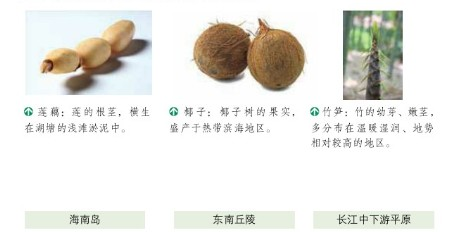 莲藕：莲的根茎，横生
在湖塘的浅滩淤泥中。
椰子：椰子树的果实，
盛产于热带滨海地区。
竹笋：竹的幼芽、嫩茎，
多分布在温暖湿润、地势
相对较高的地区。
海南岛
东南丘陵
长江中下游平原